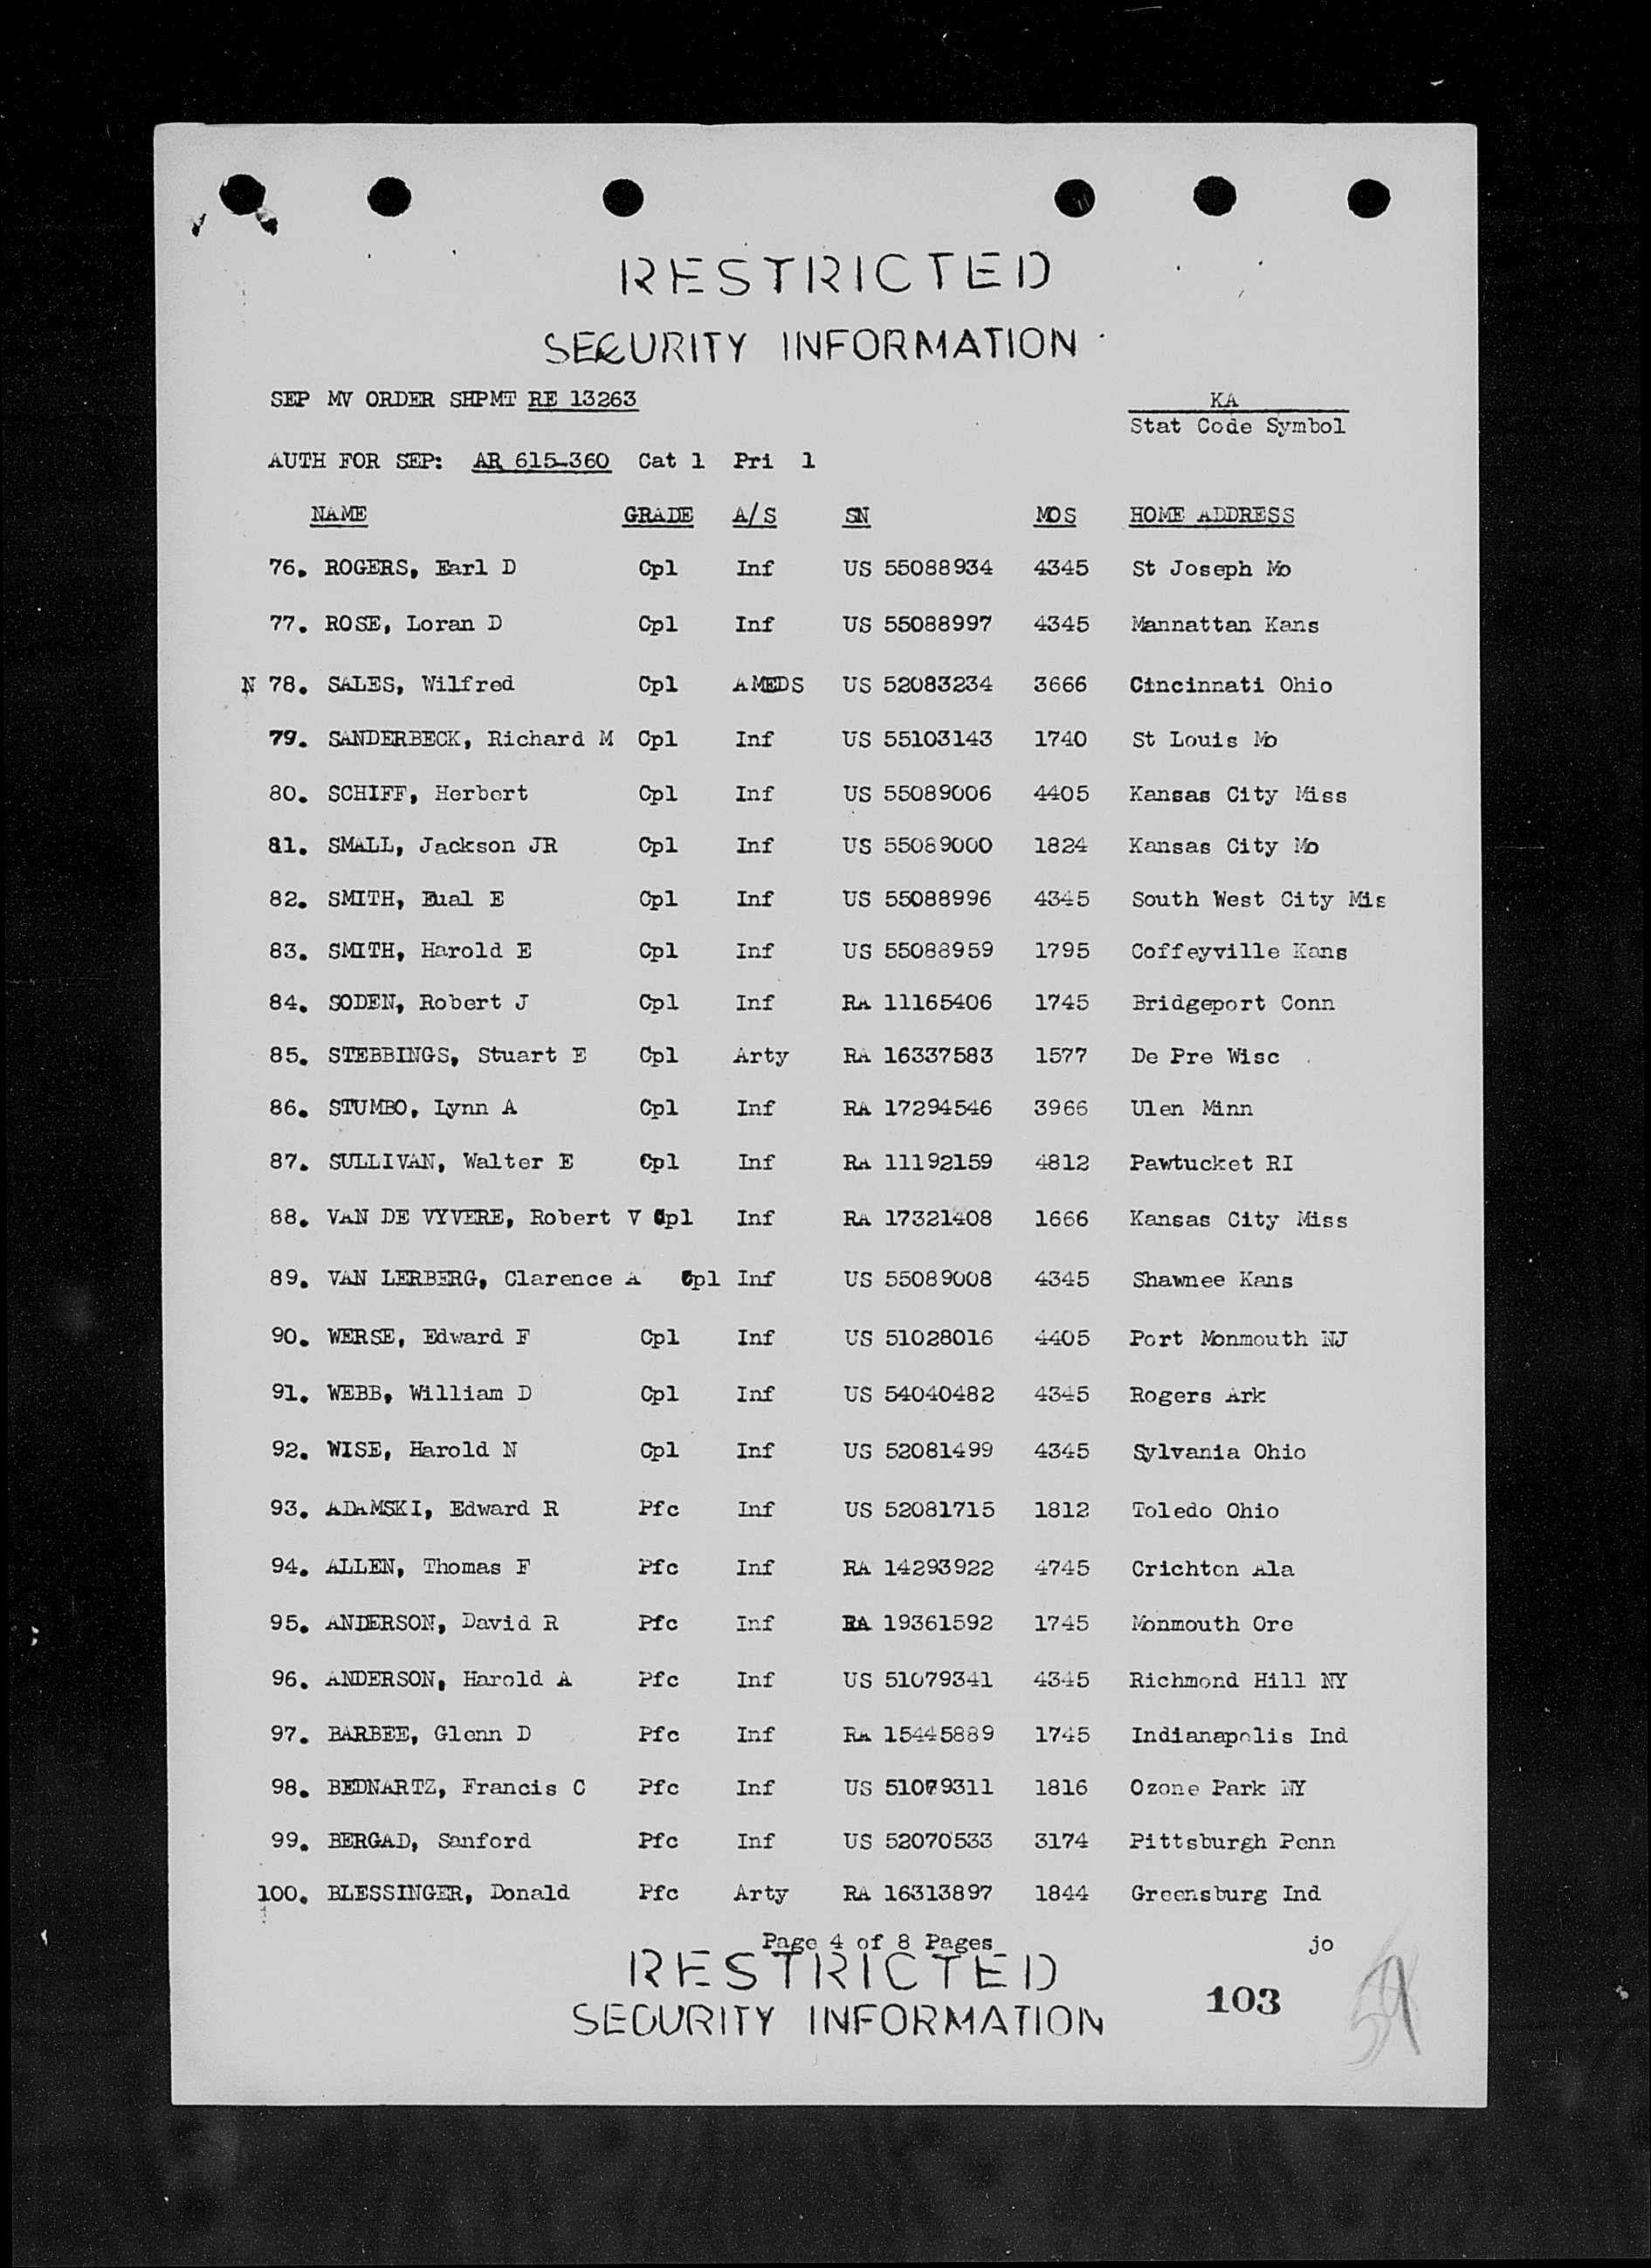 RESTRICTED
SECURITY INFORMATION
SEP MV ORDER SHPMT RE 13263 KA
Stat Code Symbol
AUTH FOR SEP: AR 615-360 Cat 1 Pri 1
NAME GRADE A/S SN MOS HOME ADDRESS
76. ROGERS, Earl D Cpl Inf US 55088934 4345 St Joseph Mo
77. ROSE, Loran D Cpl Inf US 55088997 4345 Mannattan Kans
N 78. SALES, Wilfred Cpl AMEDS US 52083234 3666 Cincinnati Ohio
79. SANDERBECK, Richard M Cpl Inf US 55103143 1740 St Louis Mo
80. SCHIFF, Herbert Cpl Inf US 55089006 4405 Kansas City Miss
81. SMALL, Jackson JR Cpl Inf US 55089000 1824 Kansas City Mo
82. SMITH, Eual E Cpl Inf US 55088996 4345 South West City Mis
83. SMITH, Harold E Cpl Inf US 55088959 1795 Coffeyville Kans
84. SODEN, Robert J Cpl Inf RA 11165406 1745 Bridgeport Conn
85. STEBBINGS, Stuart E Cpl Arty RA 16337583 1577 De Pre Wisc
86. STUMBO, Lynn A Cpl Inf RA 17294546 3966 Ulen Minn
87. SULLIVAN, Walter E Cpl Inf RA 11192159 4812 Pawtucket RI
88. VAN DE VYVERE, Robert V Cpl Inf RA 17321408 1666 Kansas City Miss
89. VAN LERBERG, Clarence A Cpl Inf US 55089008 4345 Shawnee Kans
90. WERSE, Edward F Cpl Inf US 51028016 4405 Port Monmouth NJ
91. WEBB, William D Cpl Inf US 54040482 4345 Rogers Ark
92. WISE, Harold N Cpl Inf US 52081499 4345 Sylvania Ohio
93. ADAMSKI, Edward R Pfc Inf US 52081715 1812 Toledo Ohio
94. ALLEN, Thomas F Pfc Inf RA 14293922 4745 Crichton Ala
95. ANDERSON, David R Pfc Inf RA 19361592 1745 Monmouth Ore
96. ANDERSON, Harold A Pfc Inf US 51079341 4345 Richmond Hill NY
97. BARBEE, Glenn D Pfc Inf RA 15445889 1745 Indianapolis Ind
98. BEDNARTZ, Francis C Pfc Inf US 51079311 1816 Ozone Park NY
99. BERGAD, Sanford Pfc Inf US 52070533 3174 Pittsburgh Penn
100. BLESSINGER, Donald Pfc Arty RA 16313897 1844 Greensburg Ind
Page 4 of 8 Pages jo
RESTRICTED
103
SECURITY INFORMATION